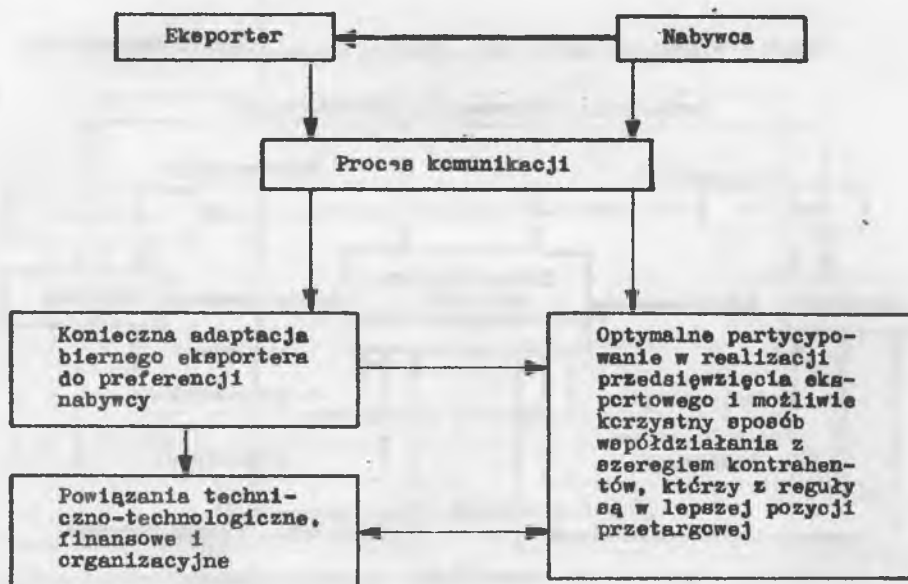 Eksporter
Nabywca
Proces komunikacji
Konieczna adaptacja
biernego eksportera
do preferencji
nabywcy
Optymalne partycypo-
wanie w realizacji
przedsięwzięcia eks-
portowego i możliwie
korzystny sposób
współdziałania z
szeregiem kontrahen-
tów, którzy z reguły
są w lepszej pozycji
przetargowej
Powiązania techni-
czno-technologiczne,
finansowe i
organizacyjne